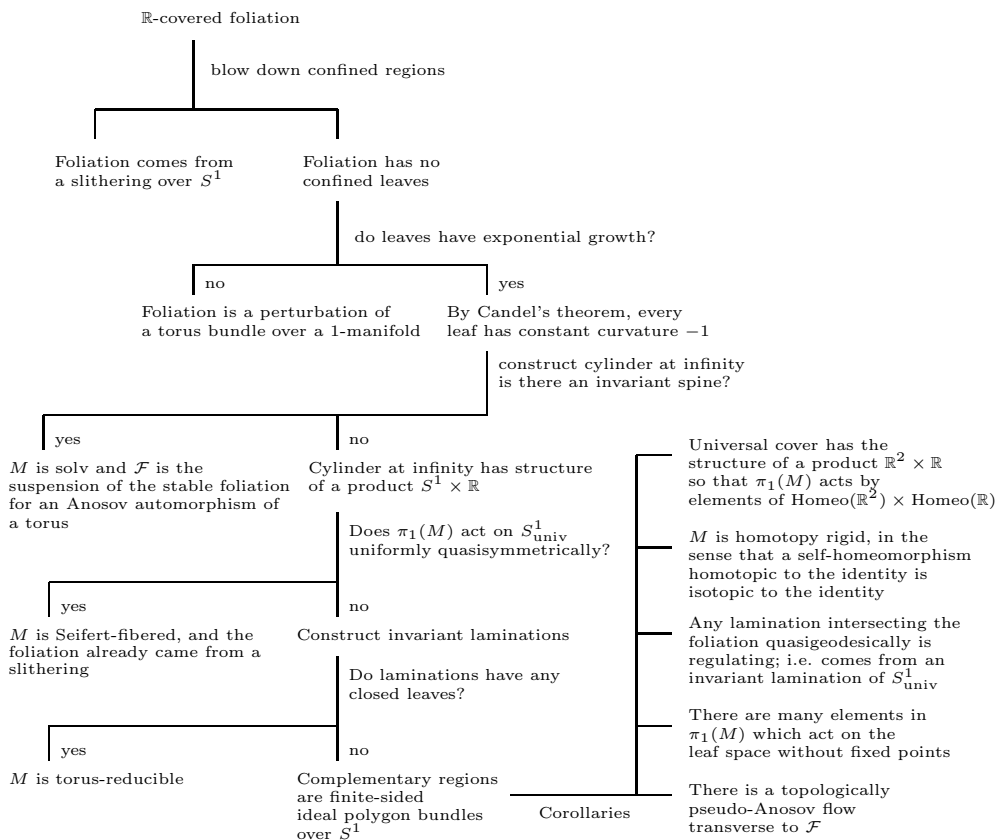 ℝ-covered foliation
blow down confined regions
Foliation comes from
a slithering over S¹
Foliation has no
confined leaves
do leaves have exponential growth?
no
yes
Foliation is a perturbation of
a torus bundle over a 1-manifold
By Candel's theorem, every
leaf has constant curvature −1
construct cylinder at infinity
is there an invariant spine?
yes
no
M is solv and ℱ is the
suspension of the stable foliation
for an Anosov automorphism of
a torus
Cylinder at infinity has structure
of a product S¹ × ℝ
Does π₁(M) act on S¹_univ
uniformly quasisymmetrically?
yes
no
M is Seifert-fibered, and the
foliation already came from a
slithering
Construct invariant laminations
Do laminations have any
closed leaves?
yes
no
M is torus-reducible
Complementary regions
are finite-sided
ideal polygon bundles
over S¹
Corollaries
Universal cover has the
structure of a product ℝ² × ℝ
so that π₁(M) acts by
elements of Homeo(ℝ²) × Homeo(ℝ)
M is homotopy rigid, in the
sense that a self-homeomorphism
homotopic to the identity is
isotopic to the identity
Any lamination intersecting the
foliation quasigeodesically is
regulating; i.e. comes from an
invariant lamination of S¹_univ
There are many elements in
π₁(M) which act on the
leaf space without fixed points
There is a topologically
pseudo-Anosov flow
transverse to ℱ